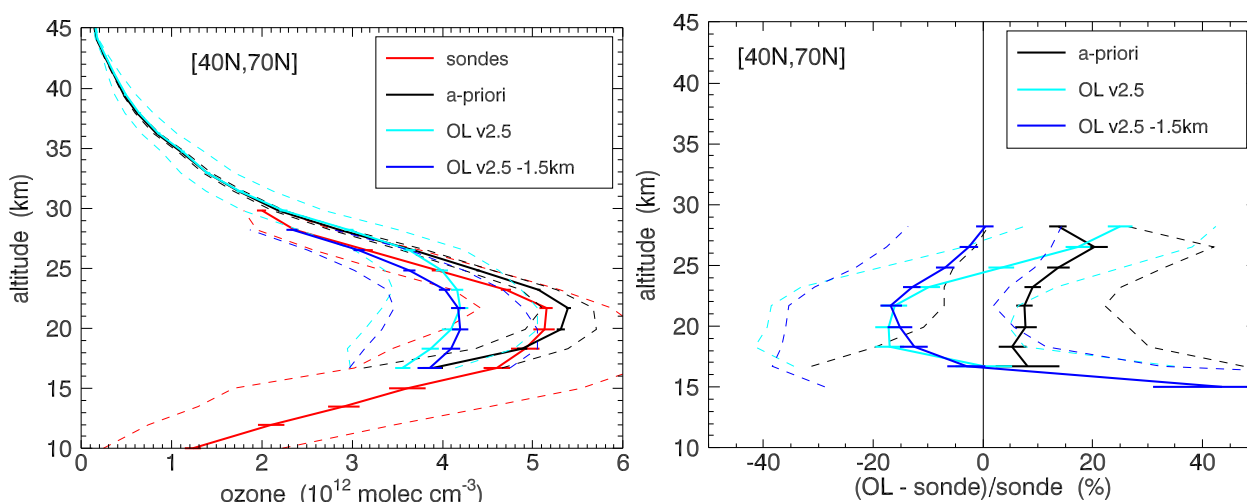 [40N,70N]
sondes
a-priori
OL v2.5
OL v2.5 -1.5km
altitude (km)
45
40
35
30
25
20
15
10
0
1
2
3
4
5
6
ozone (10¹² molec cm⁻³)
[40N,70N]
a-priori
OL v2.5
OL v2.5 -1.5km
altitude (km)
45
40
35
30
25
20
15
10
-40
-20
0
20
40
(OL - sonde)/sonde (%)